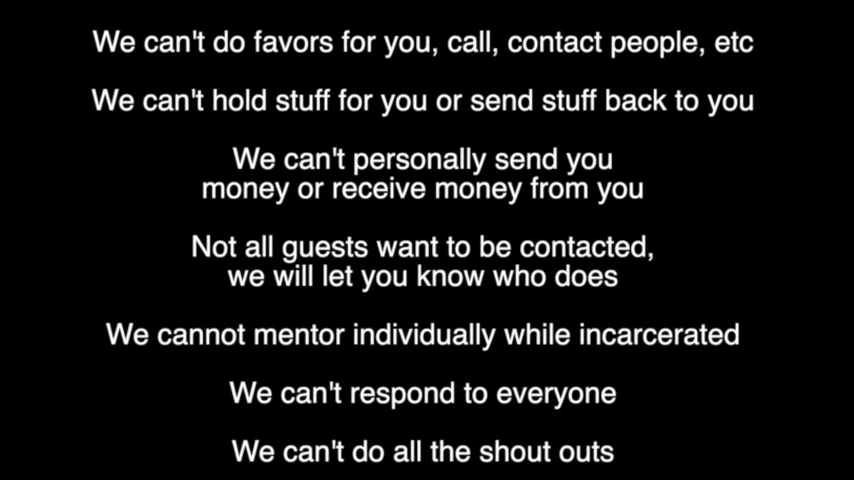 We can't do favors for you, call, contact people, etc
We can't hold stuff for you or send stuff back to you
We can't personally send you
money or receive money from you
Not all guests want to be contacted,
we will let you know who does
We cannot mentor individually while incarcerated
We can't respond to everyone
We can't do all the shout outs